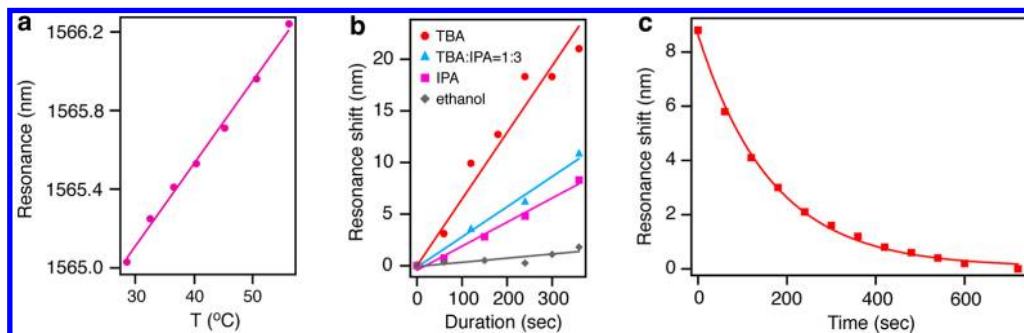 a
1566.2
1565.8
1565.4
1565.0
Resonance (nm)
30 40 50
T (°C)
b
TBA
TBA:IPA=1:3
IPA
ethanol
20
15
10
5
0
Resonance shift (nm)
0 100 200 300
Duration (sec)
c
8
6
4
2
0
Resonance shift (nm)
0 200 400 600
Time (sec)